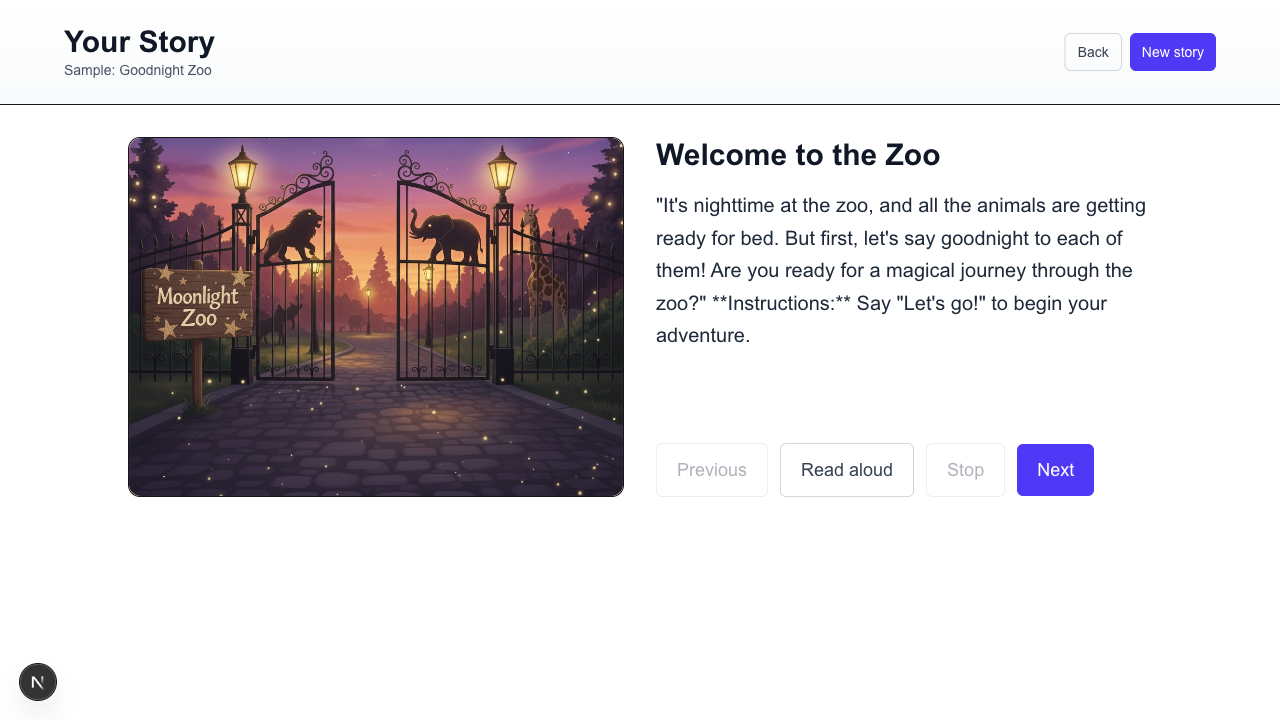 Your Story
Sample: Goodnight Zoo
Back
New story
Moonlight
Zoo
Welcome to the Zoo
"It's nighttime at the zoo, and all the animals are getting
ready for bed. But first, let's say goodnight to each of
them! Are you ready for a magical journey through the
zoo?" **Instructions:** Say "Let's go!" to begin your
adventure.
Previous
Read aloud
Stop
Next
N